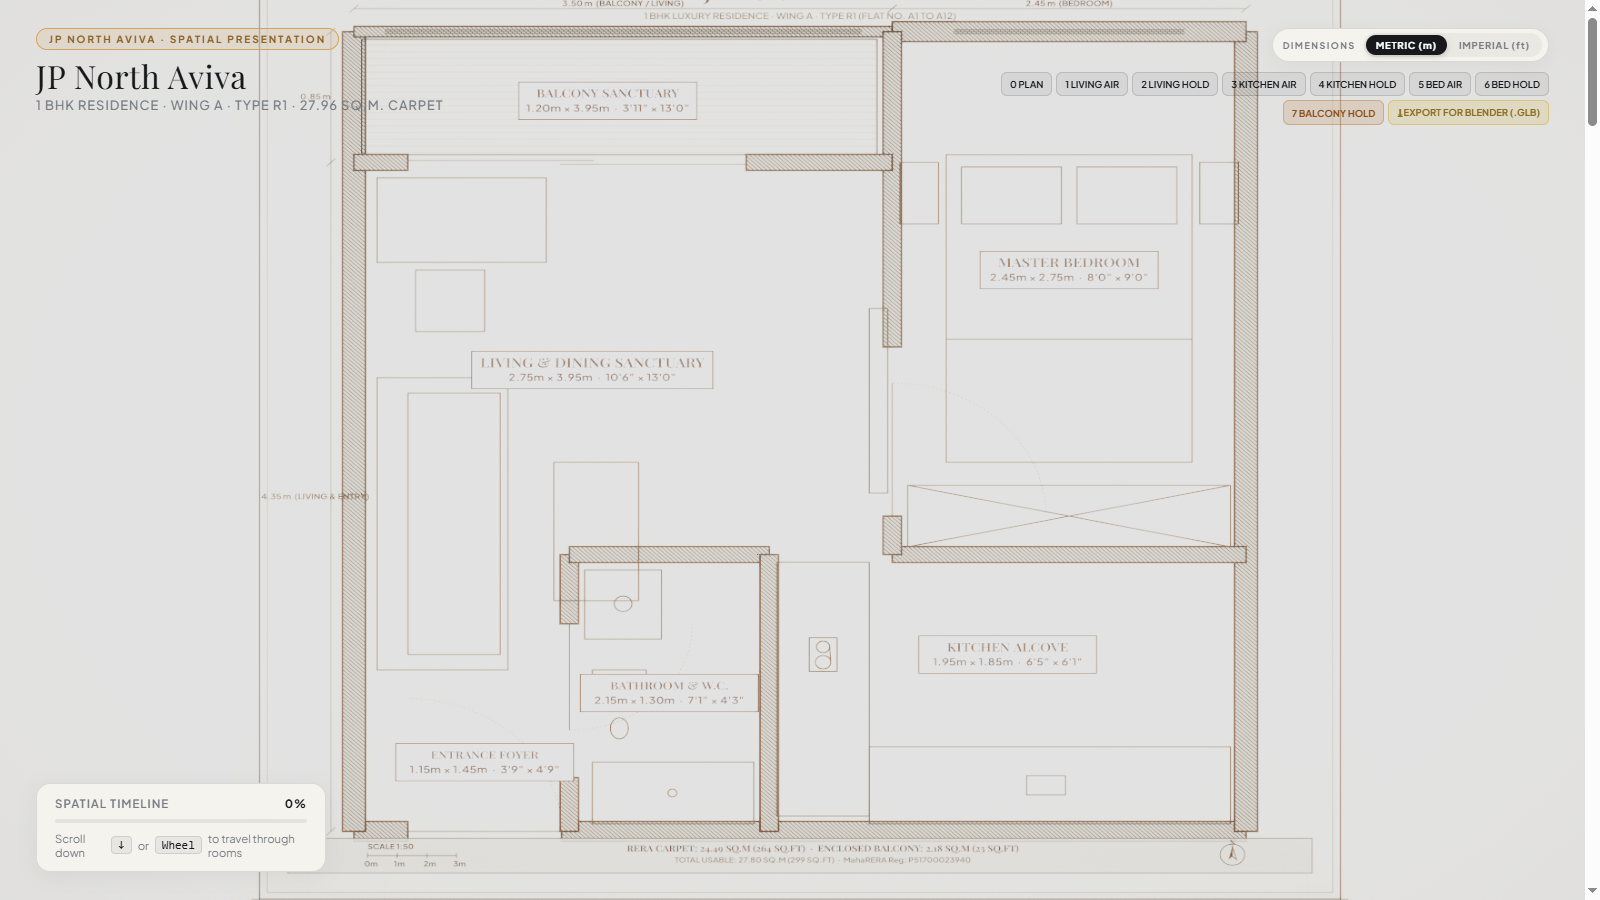 3.50 m (BALCONY / LIVING)
2.45 m (BEDROOM)
1 BHK LUXURY RESIDENCE · WING A · TYPE R1 (FLAT NO. A1 TO A12)
JP NORTH AVIVA · SPATIAL PRESENTATION
JP North Aviva
1 BHK RESIDENCE · WING A · TYPE R1 · 27.96 SQ.M. CARPET
DIMENSIONS METRIC (m) IMPERIAL (ft)
0 PLAN 1 LIVING AIR 2 LIVING HOLD 3 KITCHEN AIR 4 KITCHEN HOLD 5 BED AIR 6 BED HOLD
7 BALCONY HOLD ⤓EXPORT FOR BLENDER (.GLB)
0.85 m
BALCONY SANCTUARY
1.20m × 3.95m · 3'11" × 13'0"
MASTER BEDROOM
2.45m × 2.75m · 8'0" × 9'0"
LIVING & DINING SANCTUARY
2.75m × 3.95m · 10'6" × 13'0"
4.35 m (LIVING & ENTRY)
KITCHEN ALCOVE
1.95m × 1.85m · 6'5" × 6'1"
BATHROOM & W.C.
2.15m × 1.30m · 7'1" × 4'3"
ENTRANCE FOYER
1.15m × 1.45m · 3'9" × 4'9"
SPATIAL TIMELINE 0%
Scroll down ↓ or Wheel to travel through rooms
SCALE 1:50
0m 1m 2m 3m
RERA CARPET: 24.49 SQ.M (264 SQ.FT) · ENCLOSED BALCONY: 2.18 SQ.M (23 SQ.FT)
TOTAL USABLE: 27.80 SQ.M (299 SQ.FT) · MahaRERA Reg: P51700023940